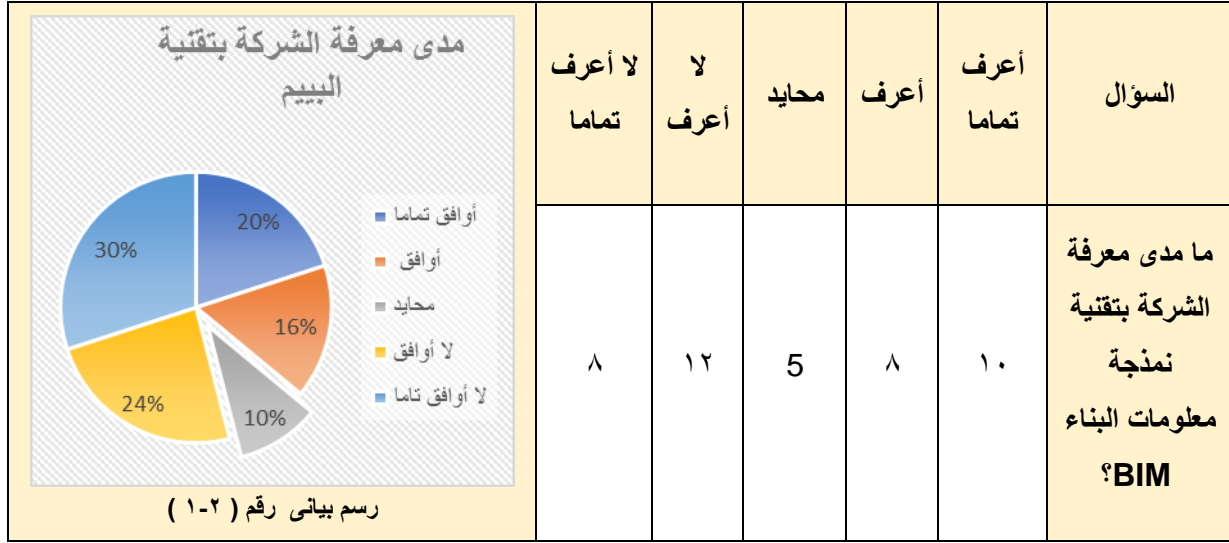 السؤال
أعرف
تماما
أعرف
محايد
لا
أعرف
لا أعرف
تماما
ما مدى معرفة
الشركة بتقنية
نمذجة
معلومات البناء
BIM؟
١٠
٨
5
١٢
٨
مدى معرفة الشركة بتقنية
البييم
20%
16%
10%
24%
30%
أوافق تماما
أوافق
محايد
لا أوافق
لا أوافق تاما
رسم بيانى رقم ( ٢-١ )